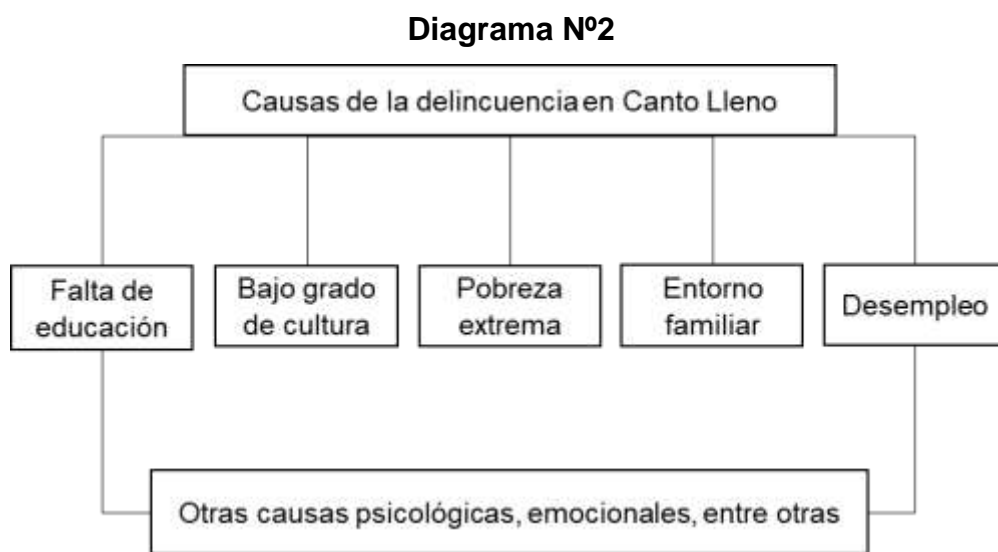 Diagrama Nº2
Causas de la delincuencia en Canto Lleno
Falta de
educación
Bajo grado
de cultura
Pobreza
extrema
Entorno
familiar
Desempleo
Otras causas psicológicas, emocionales, entre otras